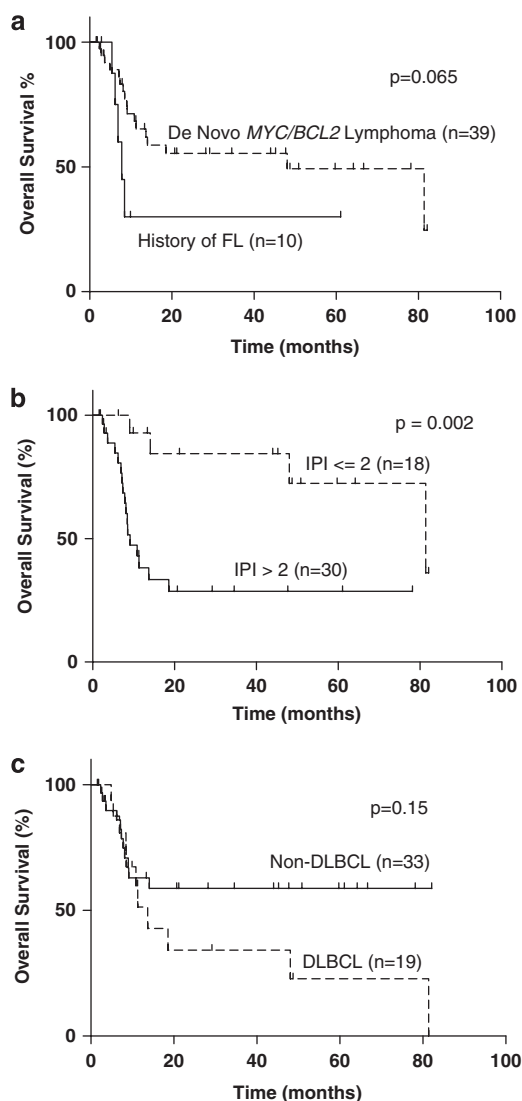 a
Overall Survival %
100
50
0
p=0.065
De Novo MYC/BCL2 Lymphoma (n=39)
History of FL (n=10)
0 20 40 60 80 100
Time (months)
b
Overall Survival (%)
100
50
0
p = 0.002
IPI <= 2 (n=18)
IPI > 2 (n=30)
0 20 40 60 80 100
Time (months)
c
Overall Survival (%)
100
50
0
p=0.15
Non-DLBCL (n=33)
DLBCL (n=19)
0 20 40 60 80 100
Time (months)